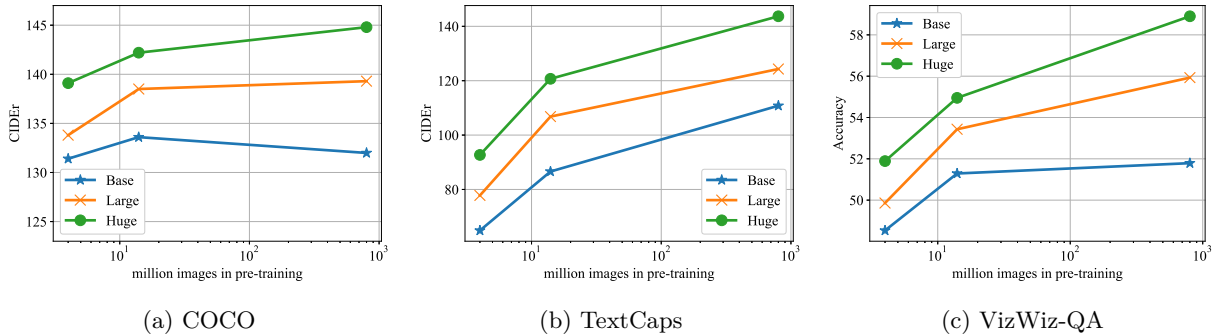 145
140
135
130
125
CIDEr
Base
Large
Huge
10^1
10^2
10^3
million images in pre-training
(a) COCO
140
120
100
80
CIDEr
Base
Large
Huge
10^1
10^2
10^3
million images in pre-training
(b) TextCaps
58
56
54
52
50
Accuracy
Base
Large
Huge
10^1
10^2
10^3
million images in pre-training
(c) VizWiz-QA